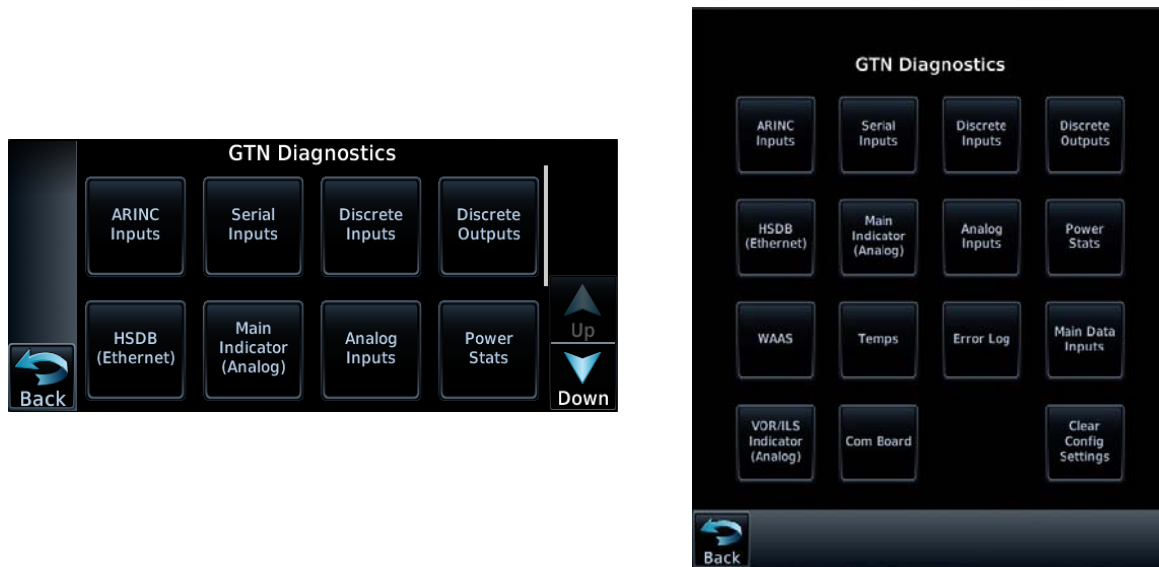 GTN Diagnostics
ARINC
Inputs
Serial
Inputs
Discrete
Inputs
Discrete
Outputs
HSDB
(Ethernet)
Main
Indicator
(Analog)
Analog
Inputs
Power
Stats
Up
Down
Back
GTN Diagnostics
ARINC
Inputs
Serial
Inputs
Discrete
Inputs
Discrete
Outputs
HSDB
(Ethernet)
Main
Indicator
(Analog)
Analog
Inputs
Power
Stats
WAAS
Temps
Error Log
Main Data
Inputs
VOR/ILS
Indicator
(Analog)
Com Board
Clear
Config
Settings
Back